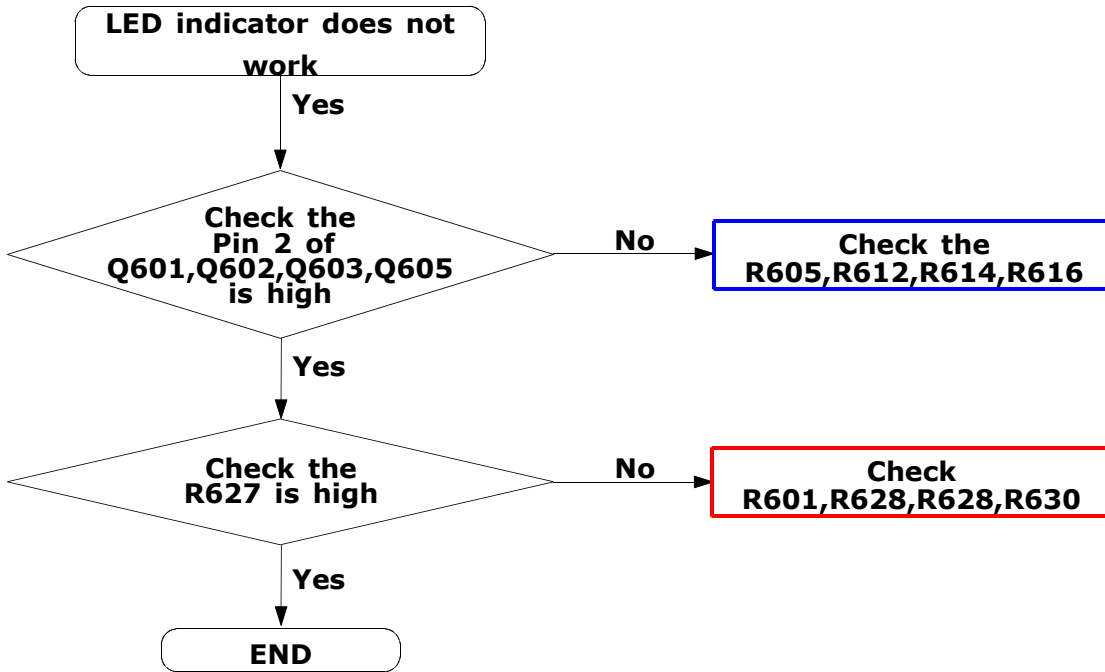 LED indicator does not
work
Yes
Check the
Pin 2 of
Q601,Q602,Q603,Q605
is high
No
Check the
R605,R612,R614,R616
Yes
Check the
R627 is high
No
Check
R601,R628,R628,R630
Yes
END